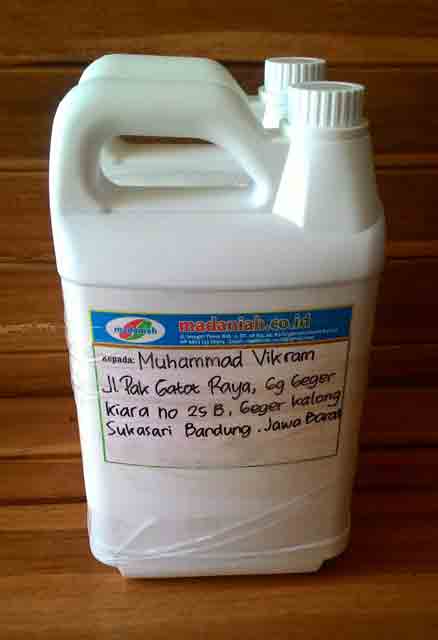 madaniah
madaniah.co.id
Kepada: Muhammad Vikram
Jl Pak Gatot Raya, Gg Geger
kiara no 25 B, Geger kalong
Sukasari Bandung . Jawa Barat